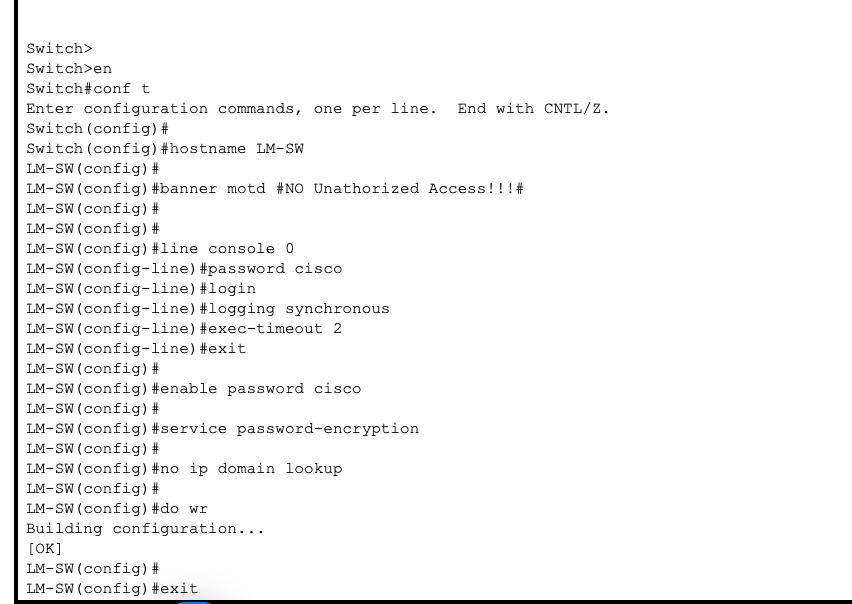 Switch>
Switch>en
Switch#conf t
Enter configuration commands, one per line.  End with CNTL/Z.
Switch(config)#
Switch(config)#hostname LM-SW
LM-SW(config)#
LM-SW(config)#banner motd #NO Unathorized Access!!!#
LM-SW(config)#
LM-SW(config)#
LM-SW(config)#line console 0
LM-SW(config-line)#password cisco
LM-SW(config-line)#login
LM-SW(config-line)#logging synchronous
LM-SW(config-line)#exec-timeout 2
LM-SW(config-line)#exit
LM-SW(config)#
LM-SW(config)#enable password cisco
LM-SW(config)#
LM-SW(config)#service password-encryption
LM-SW(config)#
LM-SW(config)#no ip domain lookup
LM-SW(config)#
LM-SW(config)#do wr
Building configuration...
[OK]
LM-SW(config)#
LM-SW(config)#exit